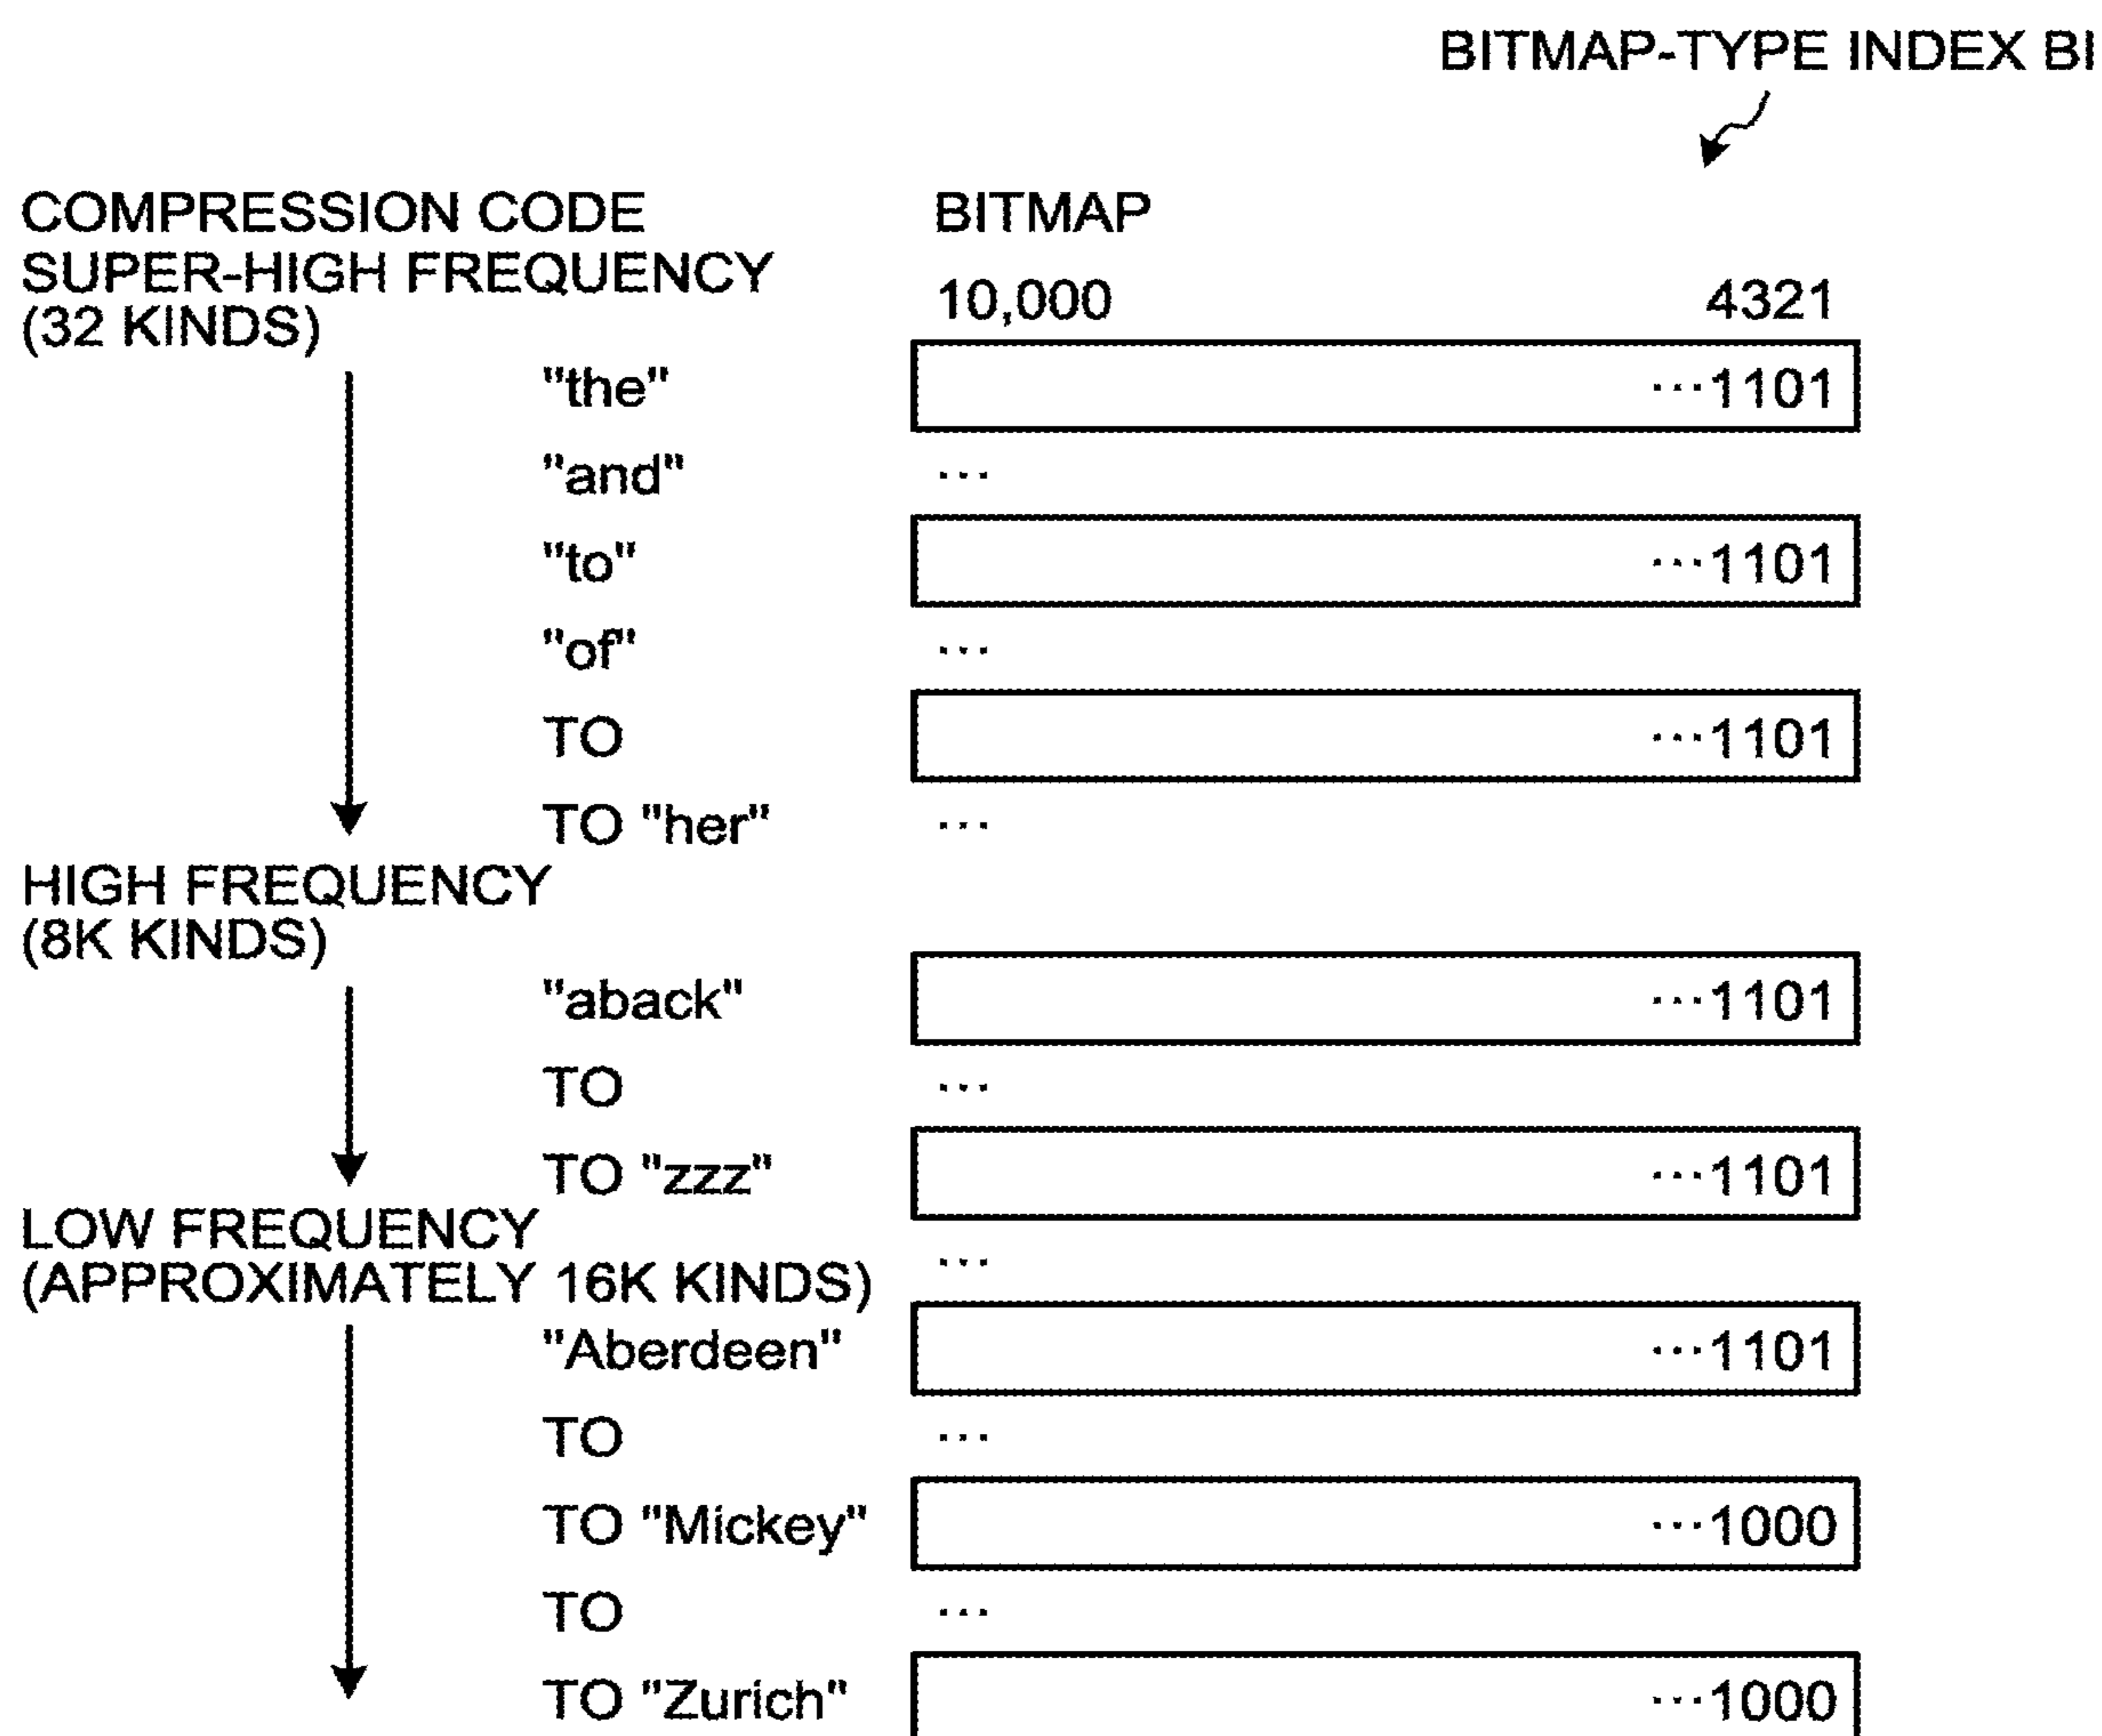 BITMAP-TYPE INDEX BI
COMPRESSION CODE BITMAP
SUPER-HIGH FREQUENCY 10,000 4321
(32 KINDS)
"the" ···1101
"and" ···
"to" ···1101
"of" ···
TO ···1101
TO "her" ···
HIGH FREQUENCY
(8K KINDS)
"aback" ···1101
TO ···
TO "zzz" ···1101
LOW FREQUENCY
(APPROXIMATELY 16K KINDS) ···
"Aberdeen" ···1101
TO ···
TO "Mickey" ···1000
TO ···
TO "Zurich" ···1000